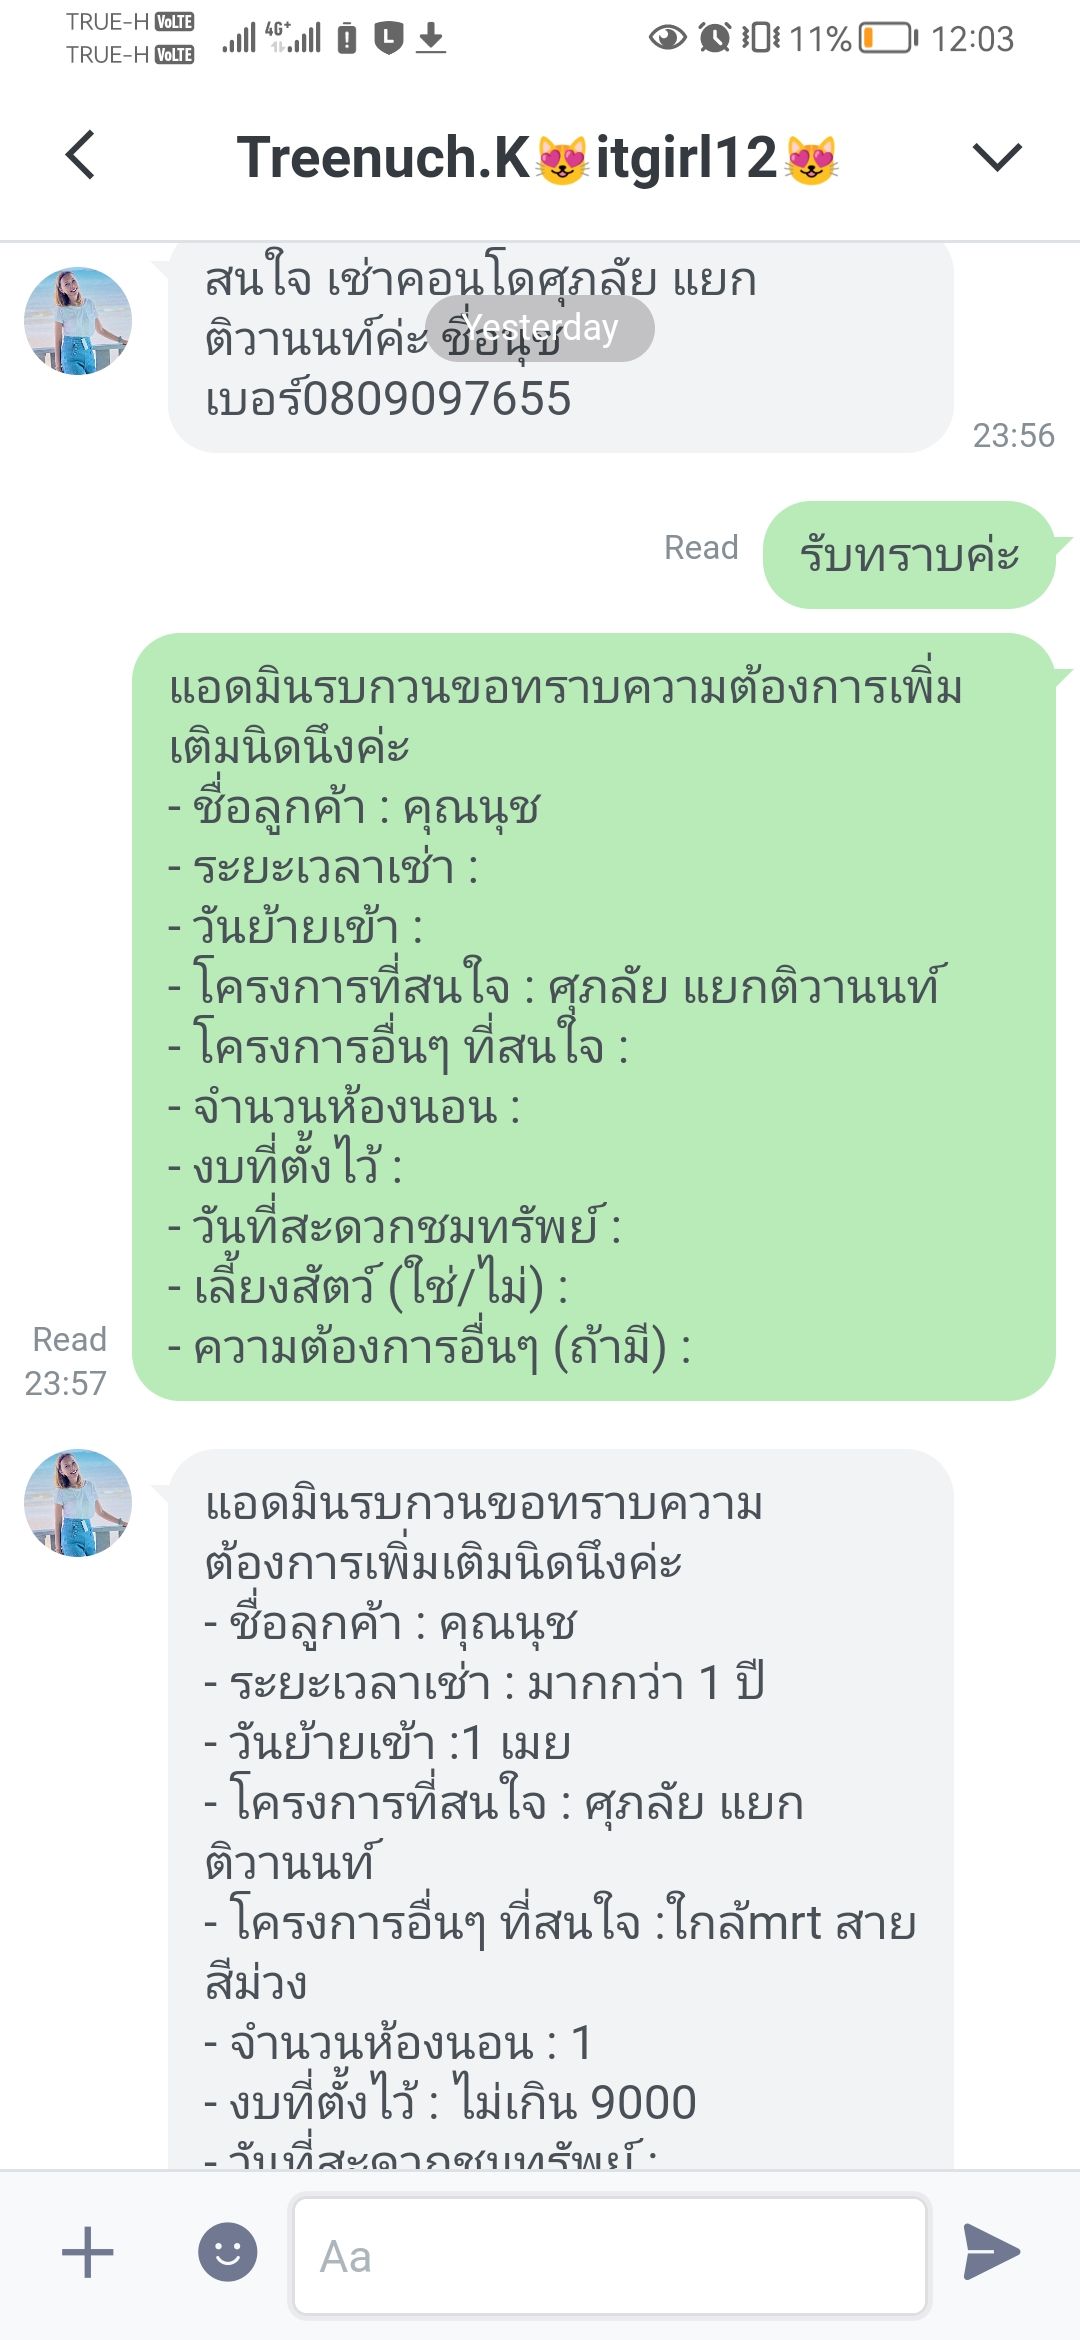 TRUE-H VoLTE
TRUE-H VoLTE
4G+
11%
12:03
Treenuch.K😻itgirl12😻
สนใจ เช่าคอนโดศุภลัย แยก
ติวานนท์ค่ะ ชื่อนุช
Yesterday
เบอร์0809097655
23:56
Read
รับทราบค่ะ
แอดมินรบกวนขอทราบความต้องการเพิ่ม
เติมนิดนึงค่ะ
- ชื่อลูกค้า : คุณนุช
- ระยะเวลาเช่า :
- วันย้ายเข้า :
- โครงการที่สนใจ : ศุภลัย แยกติวานนท์
- โครงการอื่นๆ ที่สนใจ :
- จำนวนห้องนอน :
- งบที่ตั้งไว้ :
- วันที่สะดวกชมทรัพย์ :
- เลี้ยงสัตว์ (ใช่/ไม่) :
- ความต้องการอื่นๆ (ถ้ามี) :
Read
23:57
แอดมินรบกวนขอทราบความ
ต้องการเพิ่มเติมนิดนึงค่ะ
- ชื่อลูกค้า : คุณนุช
- ระยะเวลาเช่า : มากกว่า 1 ปี
- วันย้ายเข้า :1 เมย
- โครงการที่สนใจ : ศุภลัย แยก
ติวานนท์
- โครงการอื่นๆ ที่สนใจ :ใกล้mrt สาย
สีม่วง
- จำนวนห้องนอน : 1
- งบที่ตั้งไว้ : ไม่เกิน 9000
- วันที่สะดวกชมทรัพย์ :
Aa